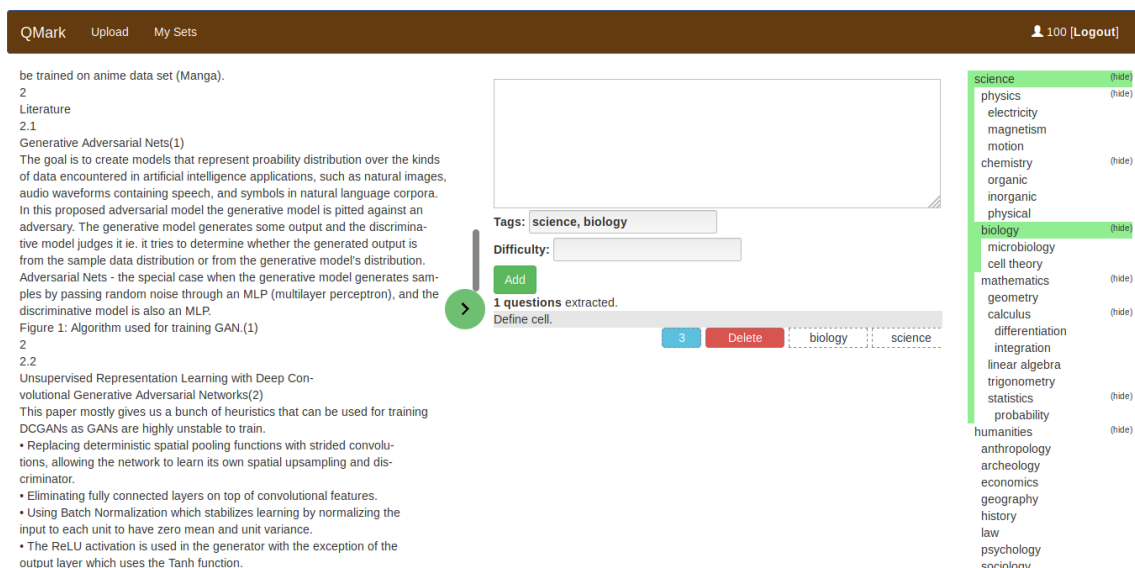 QMark Upload My Sets 100 [Logout]
be trained on anime data set (Manga).
2
Literature
2.1
Generative Adversarial Nets(1)
The goal is to create models that represent proability distribution over the kinds
of data encountered in artificial intelligence applications, such as natural images,
audio waveforms containing speech, and symbols in natural language corpora.
In this proposed adversarial model the generative model is pitted against an
adversary. The generative model generates some output and the discrimina-
tive model judges it ie. it tries to determine whether the generated output is
from the sample data distribution or from the generative model's distribution.
Adversarial Nets - the special case when the generative model generates sam-
ples by passing random noise through an MLP (multilayer perceptron), and the
discriminative model is also an MLP.
Figure 1: Algorithm used for training GAN.(1)
2
2.2
Unsupervised Representation Learning with Deep Con-
volutional Generative Adversarial Networks(2)
This paper mostly gives us a bunch of heuristics that can be used for training
DCGANs as GANs are highly unstable to train.
• Replacing deterministic spatial pooling functions with strided convolu-
tions, allowing the network to learn its own spatial upsampling and dis-
criminator.
• Eliminating fully connected layers on top of convolutional features.
• Using Batch Normalization which stabilizes learning by normalizing the
input to each unit to have zero mean and unit variance.
• The ReLU activation is used in the generator with the exception of the
output layer which uses the Tanh function.
Tags: science, biology
Difficulty:
Add
1 questions extracted.
Define cell.
3 Delete biology science
science (hide)
physics (hide)
electricity
magnetism
motion
chemistry (hide)
organic
inorganic
physical
biology (hide)
microbiology
cell theory
mathematics (hide)
geometry
calculus (hide)
differentiation
integration
linear algebra
trigonometry
statistics (hide)
probability
humanities (hide)
anthropology
archeology
economics
geography
history
law
psychology
sociology